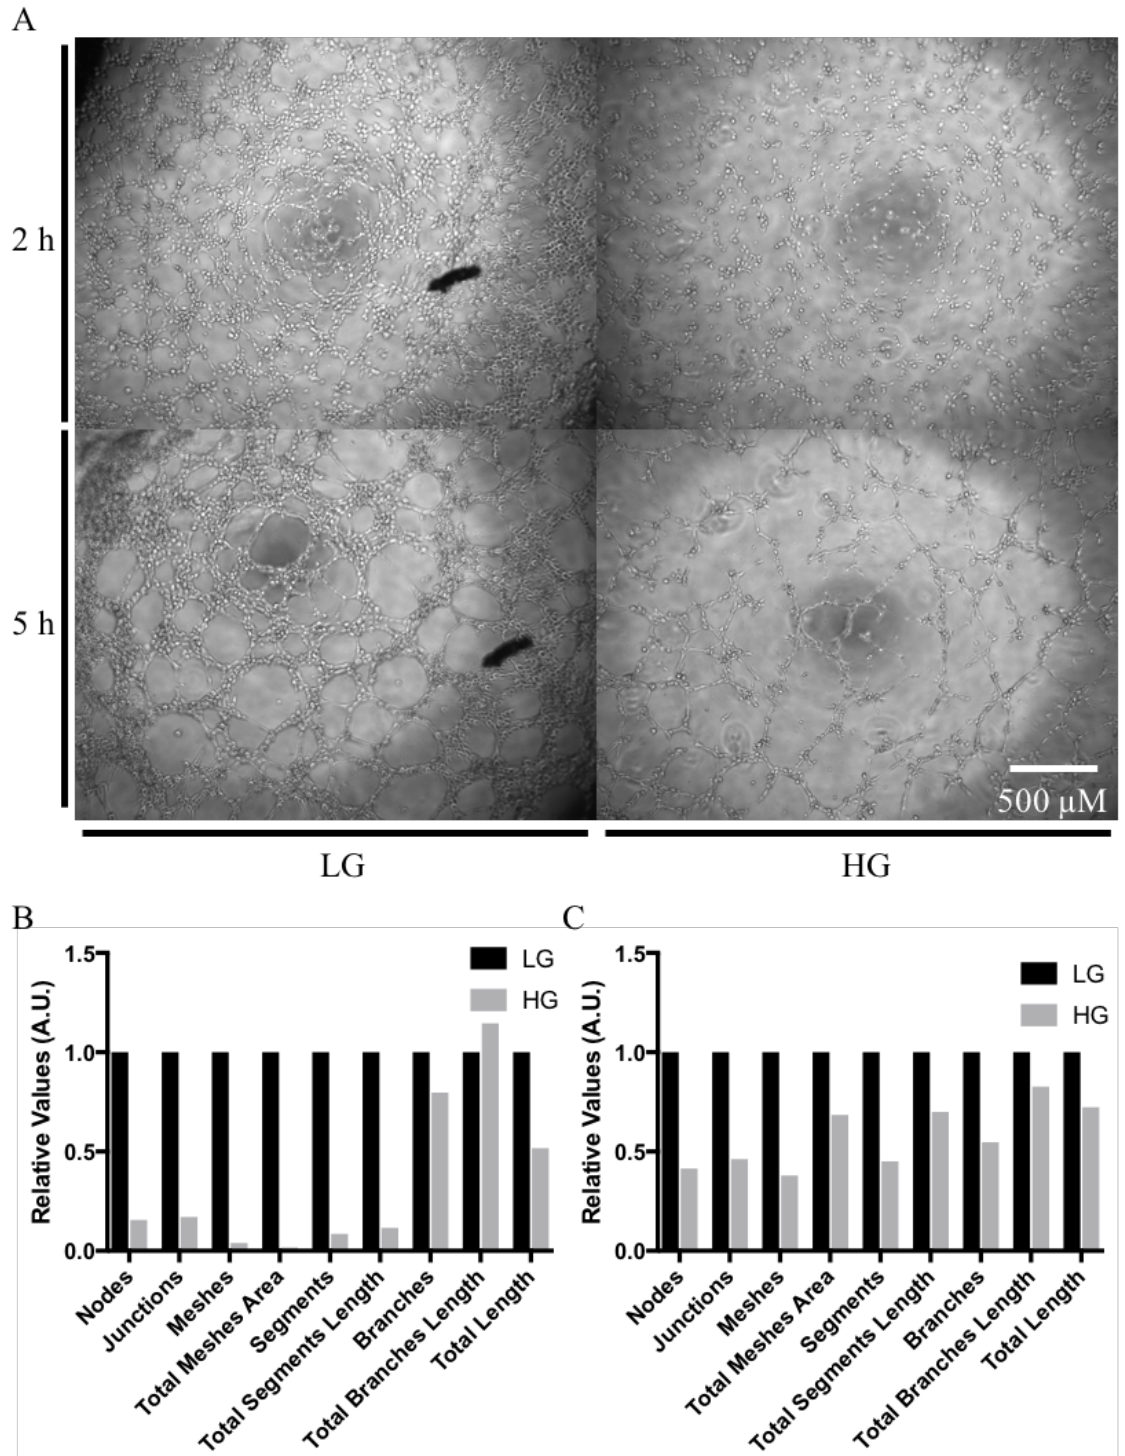 A
2 h
5 h
500 µM
LG
HG
B
C
1.5
1.0
0.5
0.0
Relative Values (A.U.)
LG
HG
Nodes
Junctions
Meshes
Total Meshes Area
Segments
Total Segments Length
Branches
Total Branches Length
Total Length
1.5
1.0
0.5
0.0
Relative Values (A.U.)
LG
HG
Nodes
Junctions
Meshes
Total Meshes Area
Segments
Total Segments Length
Branches
Total Branches Length
Total Length